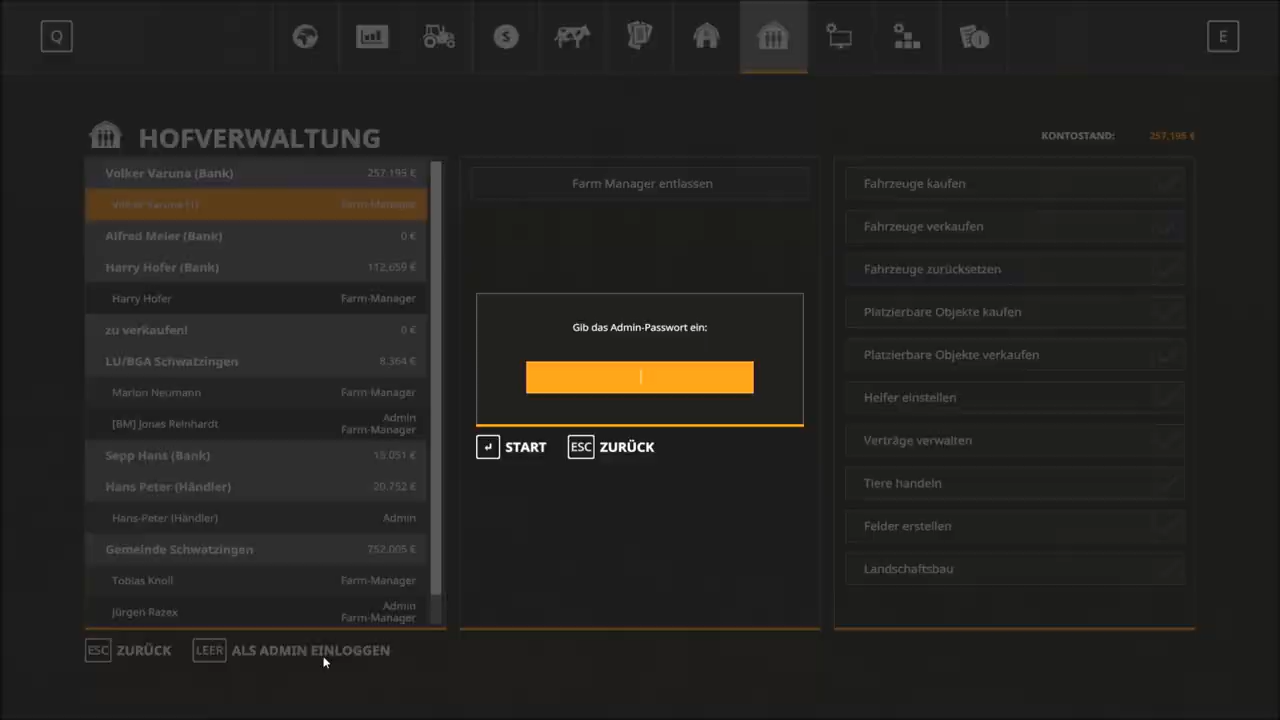 Q
E
HOFVERWALTUNG
KONTOSTAND: 257.195 €
Volker Varuna (Bank) 257.195 €
Volker Varuna (1) Farm-Manager
Alfred Meier (Bank) 0 €
Harry Hofer (Bank) 112.659 €
Harry Hofer Farm-Manager
zu verkaufen! 0 €
LU/BGA Schwatzingen 8.364 €
Marlon Neumann Farm-Manager
[BM] Jonas Reinhardt Admin
Farm-Manager
Sepp Hans (Bank) 15.051 €
Hans Peter (Händler) 20.752 €
Hans-Peter (Händler) Admin
Gemeinde Schwatzingen 752.005 €
Tobias Knoll Farm-Manager
Jürgen Razex Admin
Farm-Manager
Farm Manager entlassen
Gib das Admin-Passwort ein:
START
ESC ZURÜCK
Fahrzeuge kaufen
Fahrzeuge verkaufen
Fahrzeuge zurücksetzen
Platzierbare Objekte kaufen
Platzierbare Objekte verkaufen
Helfer einstellen
Verträge verwalten
Tiere handeln
Felder erstellen
Landschaftsbau
ESC ZURÜCK
LEER ALS ADMIN EINLOGGEN